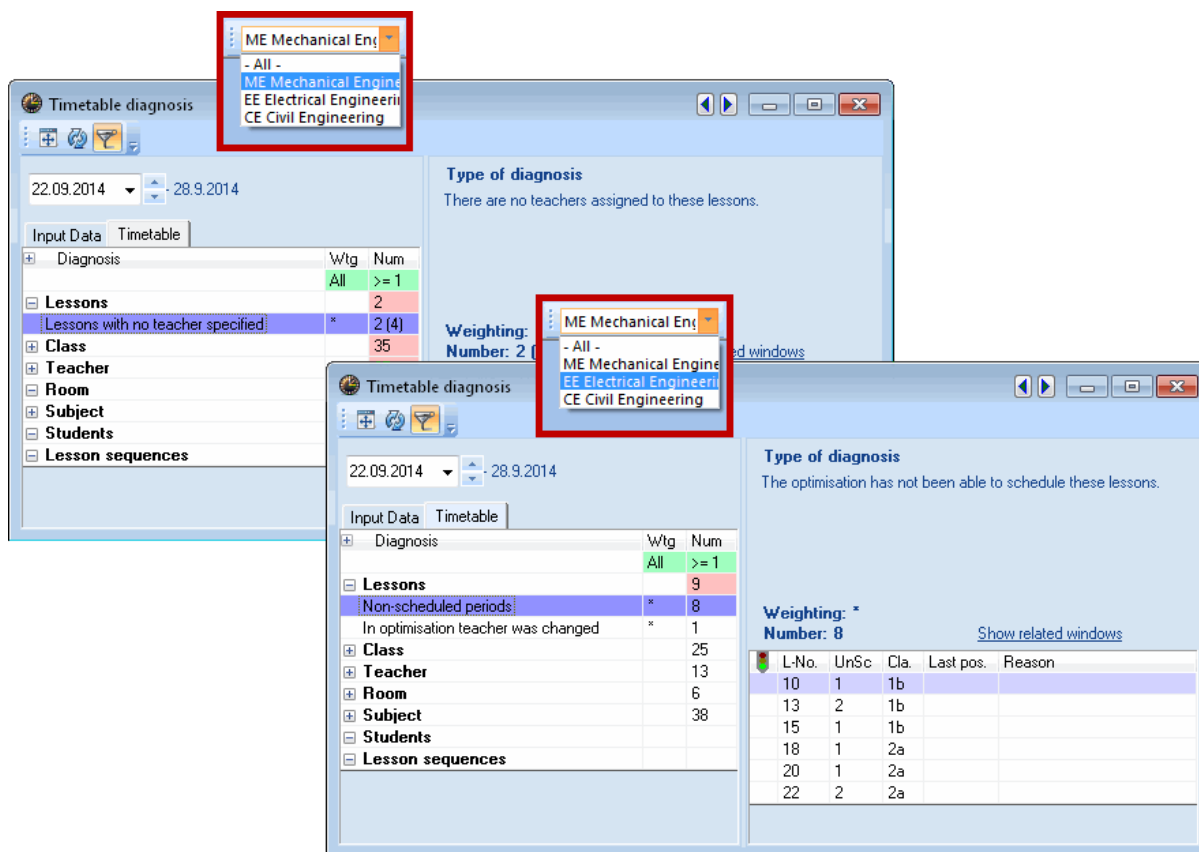 ME Mechanical Eng
- All -
ME Mechanical Engine
EE Electrical Engineerin
CE Civil Engineering
Timetable diagnosis
22.09.2014 - 28.9.2014
Input Data Timetable
Diagnosis Wtg Num
All >= 1
Lessons 2
Lessons with no teacher specified * 2 (4)
Class 35
Teacher
Room
Subject
Students
Lesson sequences
Type of diagnosis
There are no teachers assigned to these lessons.
Weighting:
Number: 2 (
ed windows
ME Mechanical Eng
- All -
ME Mechanical Engine
EE Electrical Engineerin
CE Civil Engineering
Timetable diagnosis
22.09.2014 - 28.9.2014
Input Data Timetable
Diagnosis Wtg Num
All >= 1
Lessons 9
Non-scheduled periods * 8
In optimisation teacher was changed * 1
Class 25
Teacher 13
Room 6
Subject 38
Students
Lesson sequences
Type of diagnosis
The optimisation has not been able to schedule these lessons.
Weighting: *
Number: 8 Show related windows
L-No. UnSc Cla. Last pos. Reason
10 1 1b
13 2 1b
15 1 1b
18 1 2a
20 1 2a
22 2 2a